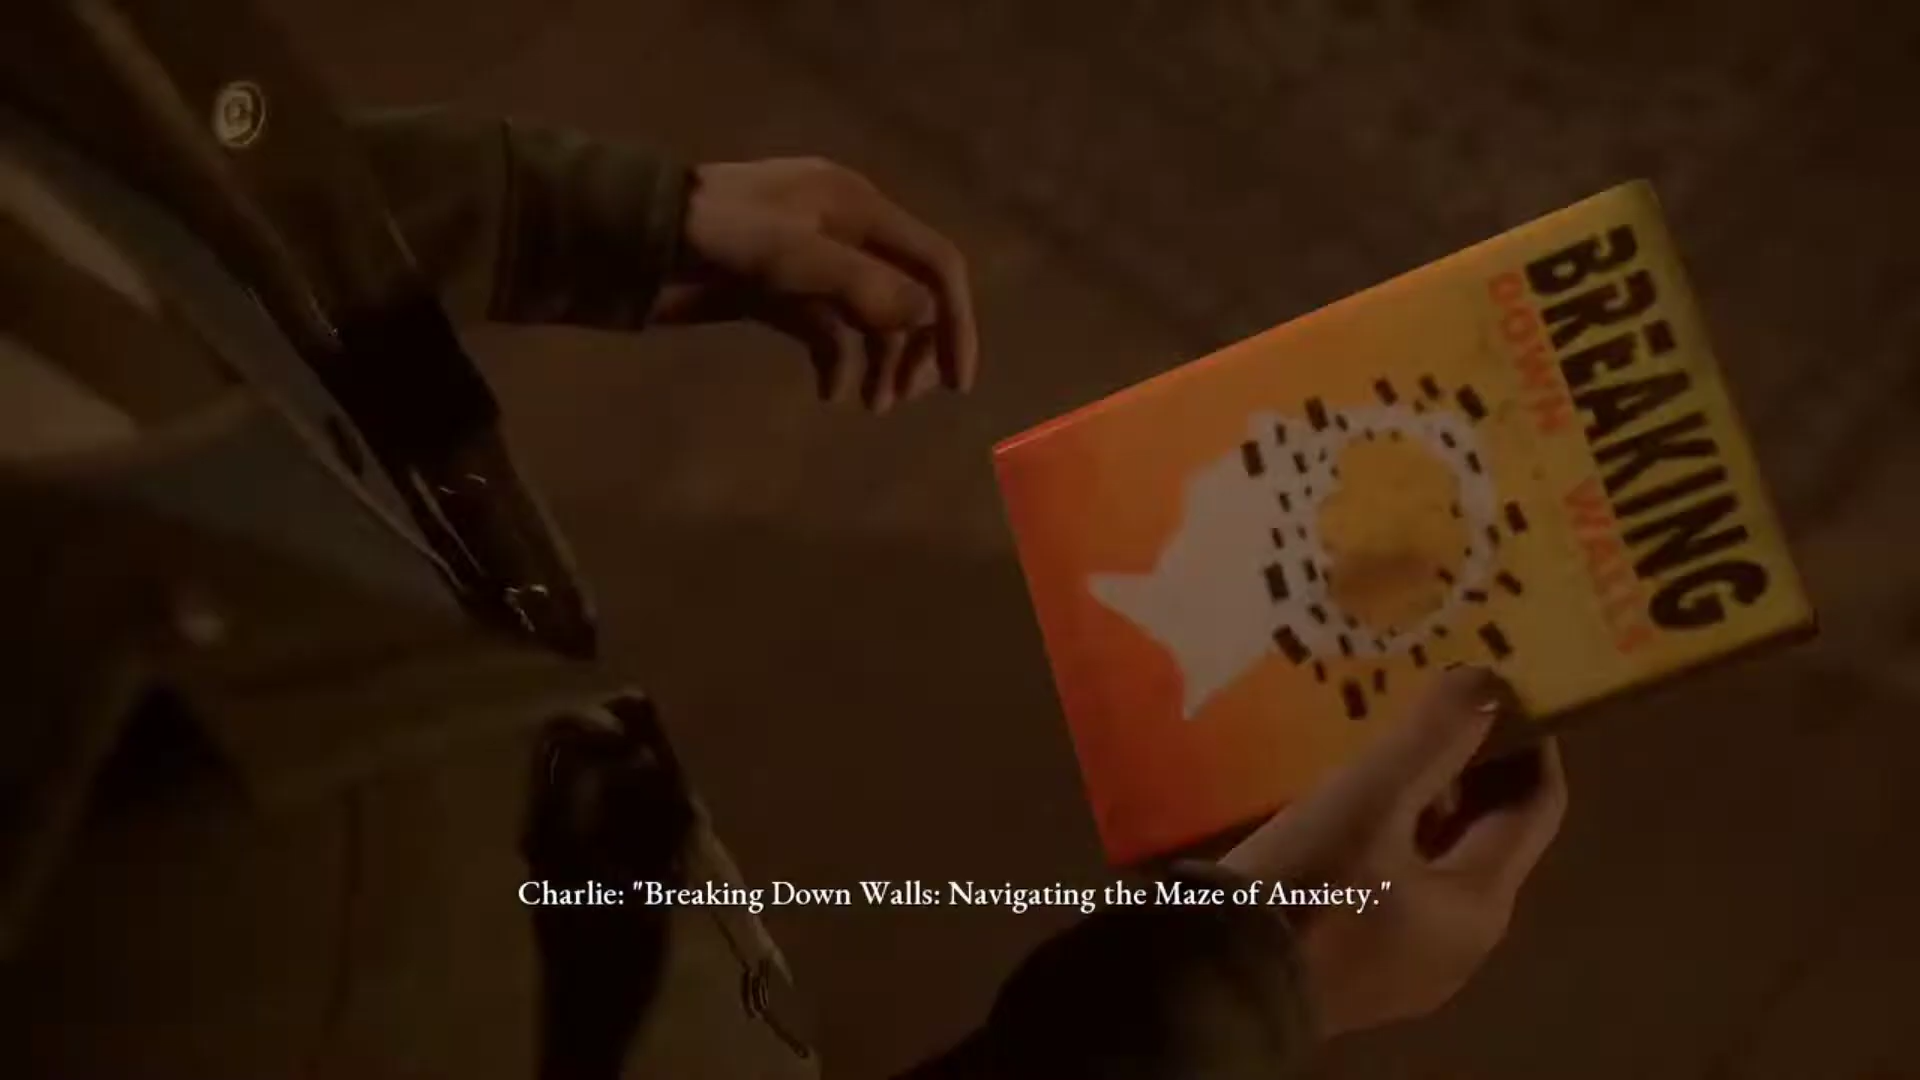 BREAKING
DOWN WALLS
Charlie: "Breaking Down Walls: Navigating the Maze of Anxiety."